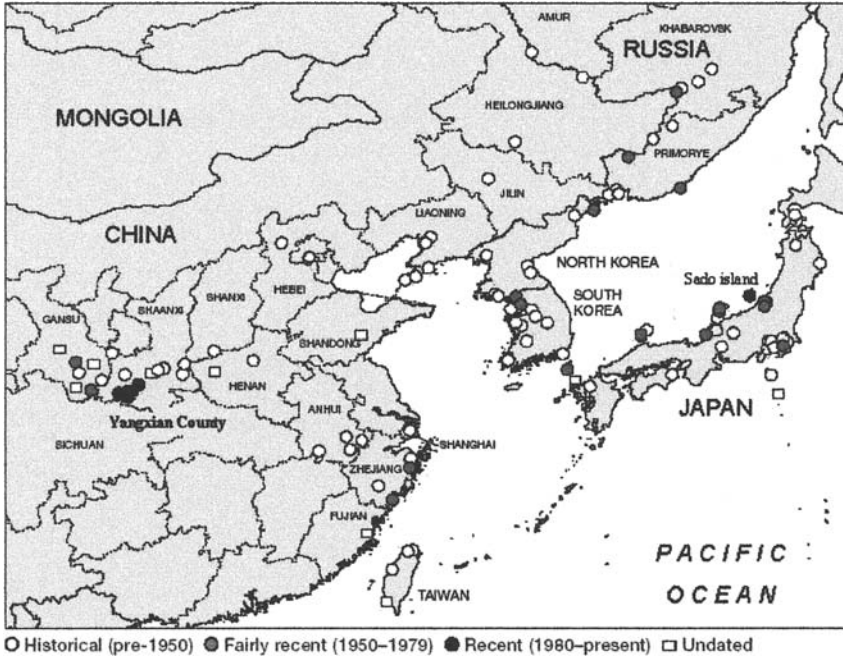 AMUR
KHABAROVSK
RUSSIA
MONGOLIA
HEILONGJIANG
PRIMORYE
JILIN
LIAONING
CHINA
NORTH KOREA
Sado island
HEBEI
SHANXI
SHAANXI
SOUTH
KOREA
GANSU
SHANDONG
HENAN
JAPAN
ANHUI
Yangxian County
SHANGHAI
SICHUAN
ZHEJIANG
FUJIAN
PACIFIC
OCEAN
TAIWAN
Historical (pre-1950) Fairly recent (1950–1979) Recent (1980–present) Undated